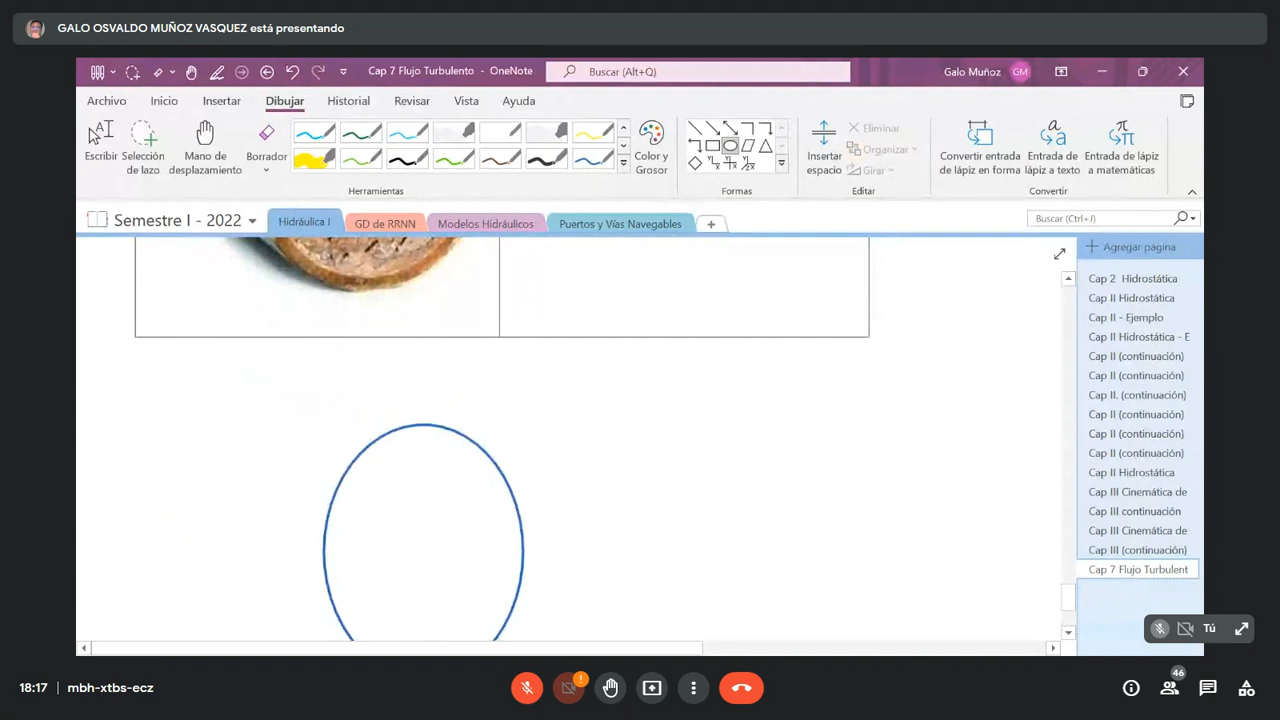 GALO OSVALDO MUÑOZ VASQUEZ está presentando
Cap 7 Flujo Turbulento - OneNote
Buscar (Alt+Q)
Galo Muñoz
GM
Archivo
Inicio
Insertar
Dibujar
Historial
Revisar
Vista
Ayuda
Escribir
Selección de lazo
Mano de desplazamiento
Borrador
Herramientas
Color y Grosor
Formas
Insertar espacio
Eliminar
Organizar
Girar
Editar
Convertir entrada de lápiz en forma
Entrada de lápiz a texto
Entrada de lápiz a matemáticas
Convertir
Semestre I - 2022
Hidráulica I
GD de RRNN
Modelos Hidráulicos
Puertos y Vías Navegables
Buscar (Ctrl+J)
Agregar página
Cap 2 Hidrostática
Cap II Hidrostática
Cap II - Ejemplo
Cap II Hidrostática - E
Cap II (continuación)
Cap II (continuación)
Cap II. (continuación)
Cap II (continuación)
Cap II (continuación)
Cap II (continuación)
Cap II Hidrostática
Cap III Cinemática de
Cap III continuación
Cap III Cinemática de
Cap III (continuación)
Cap 7 Flujo Turbulent
Tú
18:17 | mbh-xtbs-ecz
46